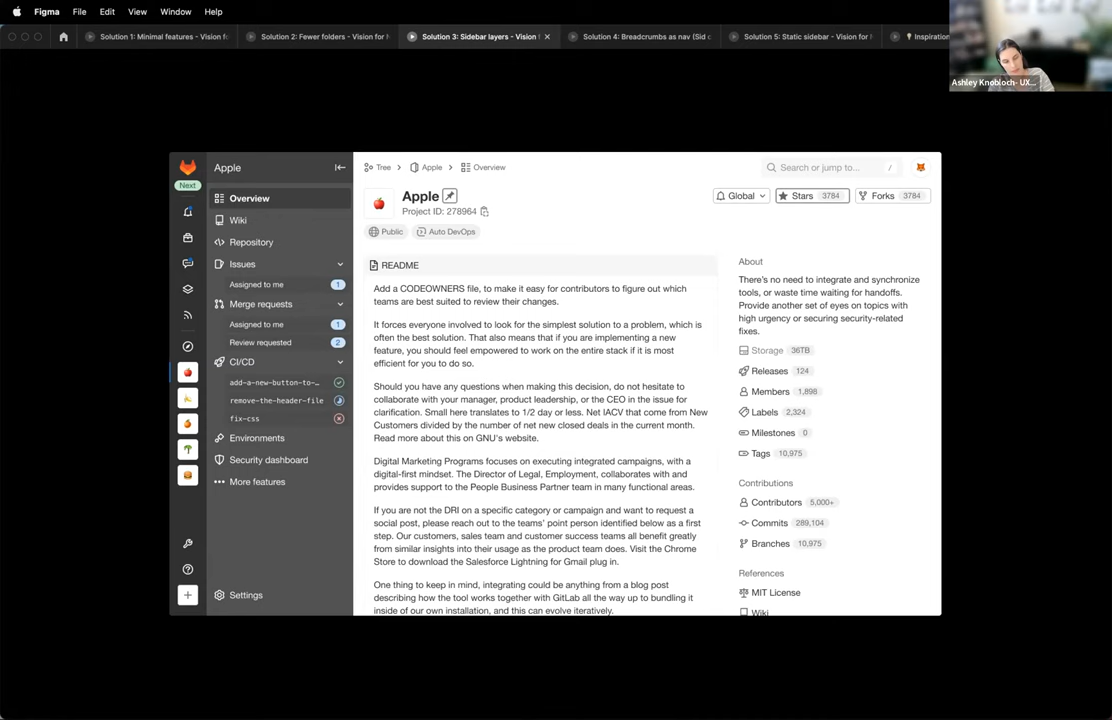 Figma File Edit View Window Help
Solution 1: Minimal features - Vision f
Solution 2: Fewer folders - Vision for
Solution 3: Sidebar layers - Vision
Solution 4: Breadcrumbs as nav (Sid
Solution 5: Static sidebar - Vision for
Inspiration
Ashley Knobloch- UX...
Next
Apple
Overview
Wiki
Repository
Issues
Assigned to me 1
Merge requests
Assigned to me 1
Review requested 2
CI/CD
add-a-new-button-to-…
remove-the-header-file
fix-css
Environments
Security dashboard
More features
Settings
Tree > Apple > Overview
Search or jump to... /
Apple
Project ID: 278964
Global
Stars 3784
Forks 3784
Public
Auto DevOps
README
Add a CODEOWNERS file, to make it easy for contributors to figure out which
teams are best suited to review their changes.
It forces everyone involved to look for the simplest solution to a problem, which is
often the best solution. That also means that if you are implementing a new
feature, you should feel empowered to work on the entire stack if it is most
efficient for you to do so.
Should you have any questions when making this decision, do not hesitate to
collaborate with your manager, product leadership, or the CEO in the issue for
clarification. Small here translates to 1/2 day or less. Net IACV that come from New
Customers divided by the number of net new closed deals in the current month.
Read more about this on GNU's website.
Digital Marketing Programs focuses on executing integrated campaigns, with a
digital-first mindset. The Director of Legal, Employment, collaborates with and
provides support to the People Business Partner team in many functional areas.
If you are not the DRI on a specific category or campaign and want to request a
social post, please reach out to the teams' point person identified below as a first
step. Our customers, sales team and customer success teams all benefit greatly
from similar insights into their usage as the product team does. Visit the Chrome
Store to download the Salesforce Lightning for Gmail plug in.
One thing to keep in mind, integrating could be anything from a blog post
describing how the tool works together with GitLab all the way up to bundling it
inside of our own installation, and this can evolve iteratively.
About
There's no need to integrate and synchronize
tools, or waste time waiting for handoffs.
Provide another set of eyes on topics with
high urgency or securing security-related
fixes.
Storage 36TB
Releases 124
Members 1,898
Labels 2,324
Milestones 0
Tags 10,975
Contributions
Contributors 5,000+
Commits 289,104
Branches 10,975
References
MIT License
Wiki